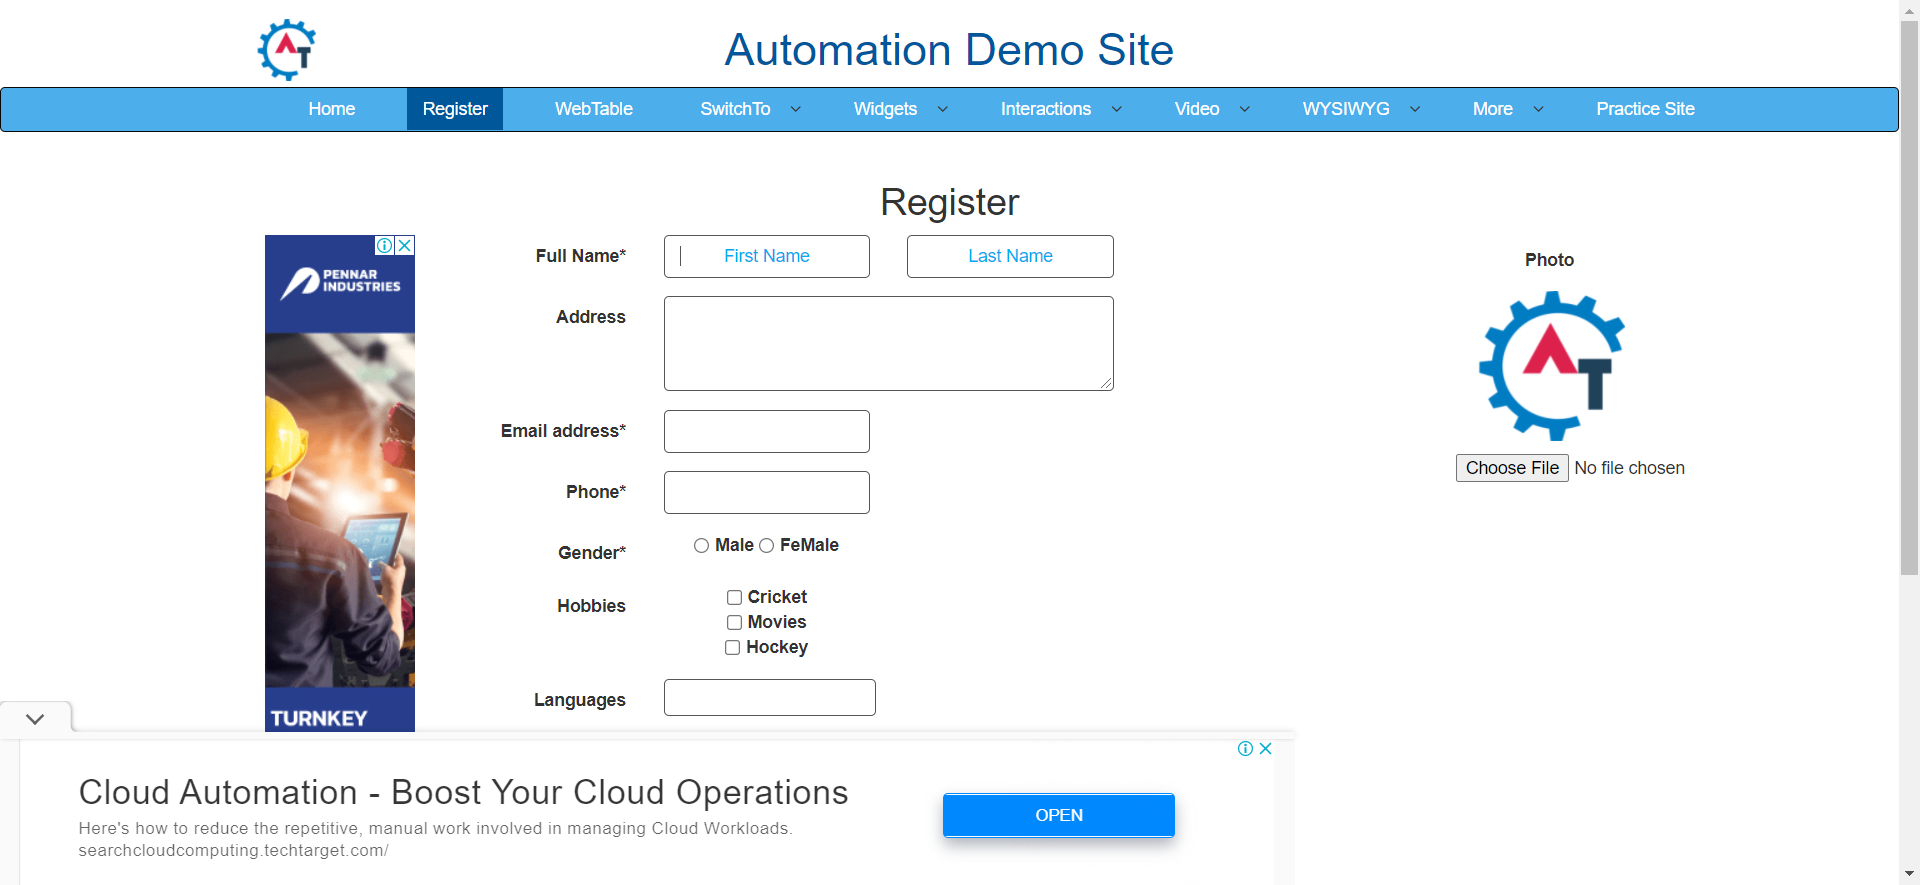 AT
Automation Demo Site
Home Register WebTable SwitchTo Widgets Interactions Video WYSIWYG More Practice Site
Register
PENNAR
INDUSTRIES
TURNKEY
Full Name* First Name Last Name
Address
Email address*
Phone*
Gender* Male FeMale
Hobbies Cricket
Movies
Hockey
Languages
Photo
AT
Choose File No file chosen
Cloud Automation - Boost Your Cloud Operations
Here's how to reduce the repetitive, manual work involved in managing Cloud Workloads.
searchcloudcomputing.techtarget.com/
OPEN